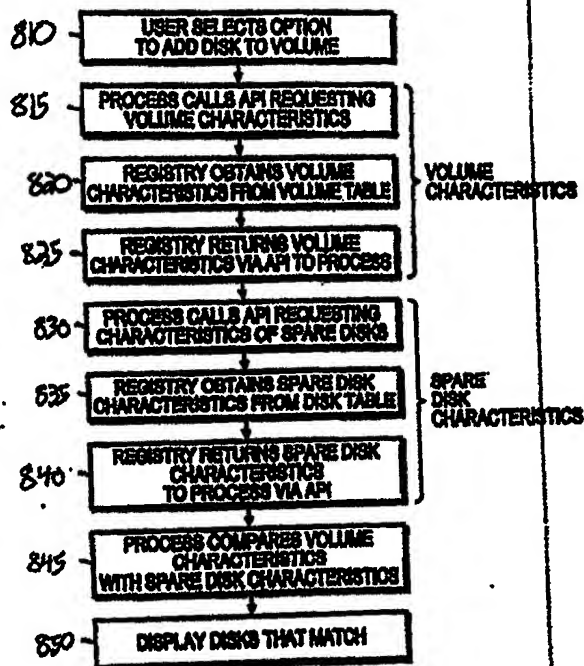 810
USER SELECTS OPTION
TO ADD DISK TO VOLUME
815
PROCESS CALLS API REQUESTING
VOLUME CHARACTERISTICS
820
REGISTRY OBTAINS VOLUME
CHARACTERISTICS FROM VOLUME TABLE
825
REGISTRY RETURNS VOLUME
CHARACTERISTICS VIA API TO PROCESS
VOLUME
CHARACTERISTICS
830
PROCESS CALLS API REQUESTING
CHARACTERISTICS OF SPARE DISKS
835
REGISTRY OBTAINS SPARE DISK
CHARACTERISTICS FROM DISK TABLE
840
REGISTRY RETURNS SPARE DISK
CHARACTERISTICS
TO PROCESS VIA API
SPARE
DISK
CHARACTERISTICS
845
PROCESS COMPARES VOLUME
CHARACTERISTICS
WITH SPARE DISK CHARACTERISTICS
850
DISPLAY DISKS THAT MATCH